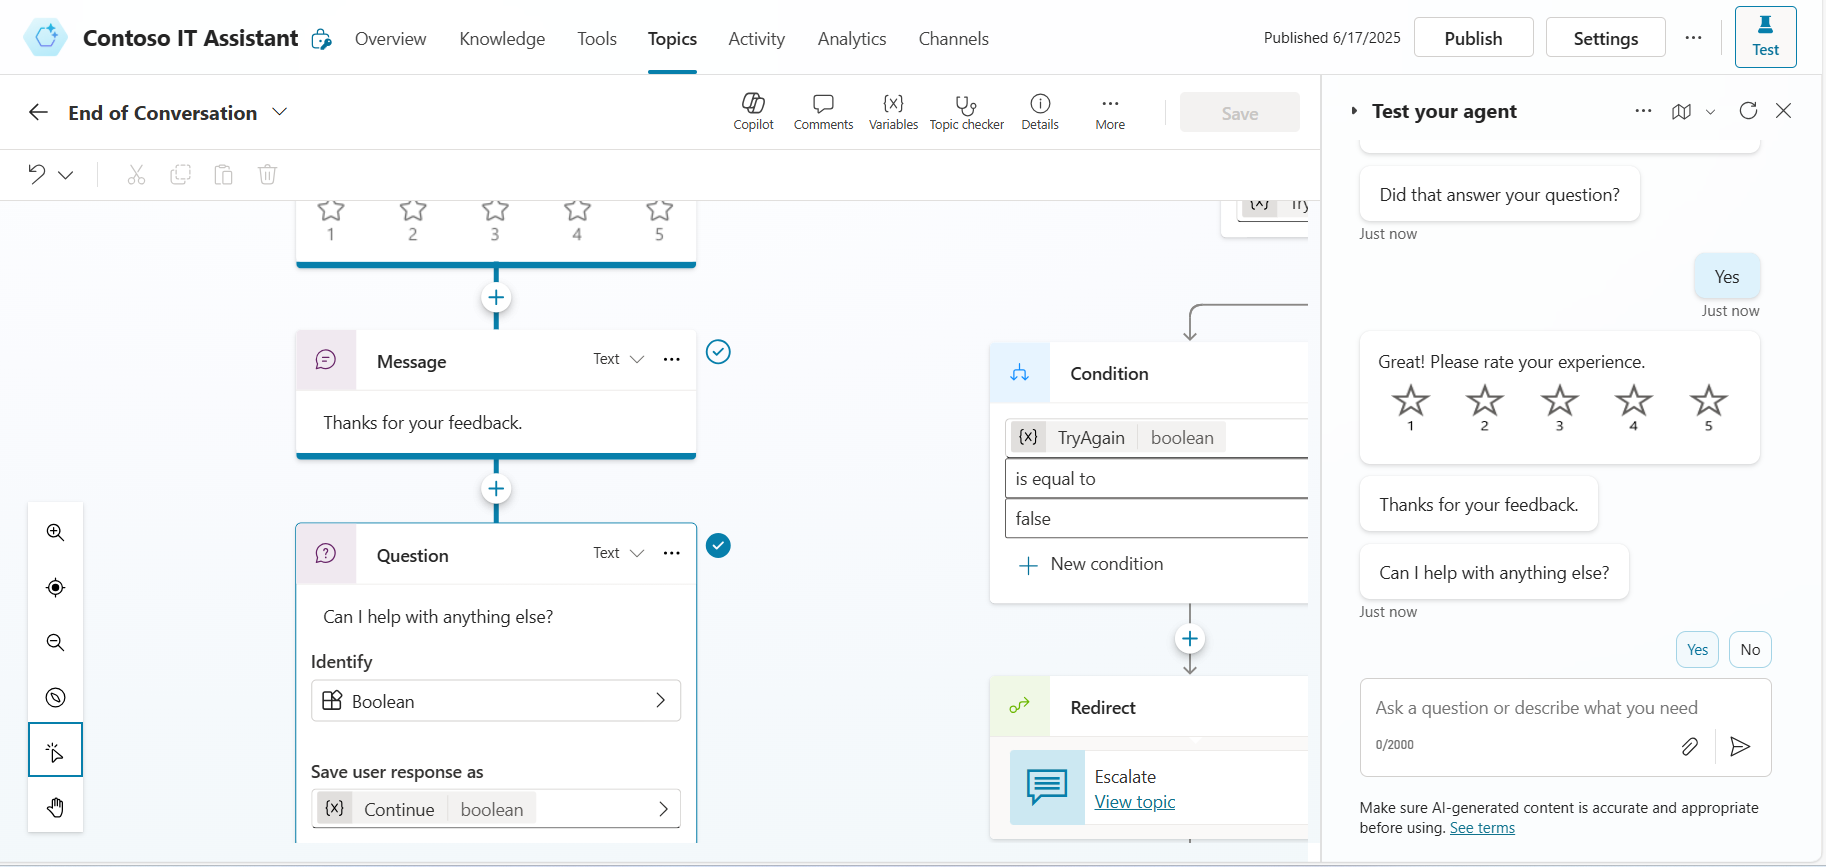 Contoso IT Assistant
Overview
Knowledge
Tools
Topics
Activity
Analytics
Channels
Published 6/17/2025
Publish
Settings
Test
End of Conversation
Copilot
Comments
{x}
Variables
Topic checker
Details
More
Save
1 2 3 4 5
Message
Text
Thanks for your feedback.
Question
Text
Can I help with anything else?
Identify
Boolean
Save user response as
{x} Continue boolean
{x} Try
Condition
{x} TryAgain boolean
is equal to
false
New condition
Redirect
Escalate
View topic
Test your agent
Did that answer your question?
Just now
Yes
Just now
Great! Please rate your experience.
1 2 3 4 5
Thanks for your feedback.
Can I help with anything else?
Just now
Yes
No
Ask a question or describe what you need
0/2000
Make sure AI-generated content is accurate and appropriate
before using. See terms